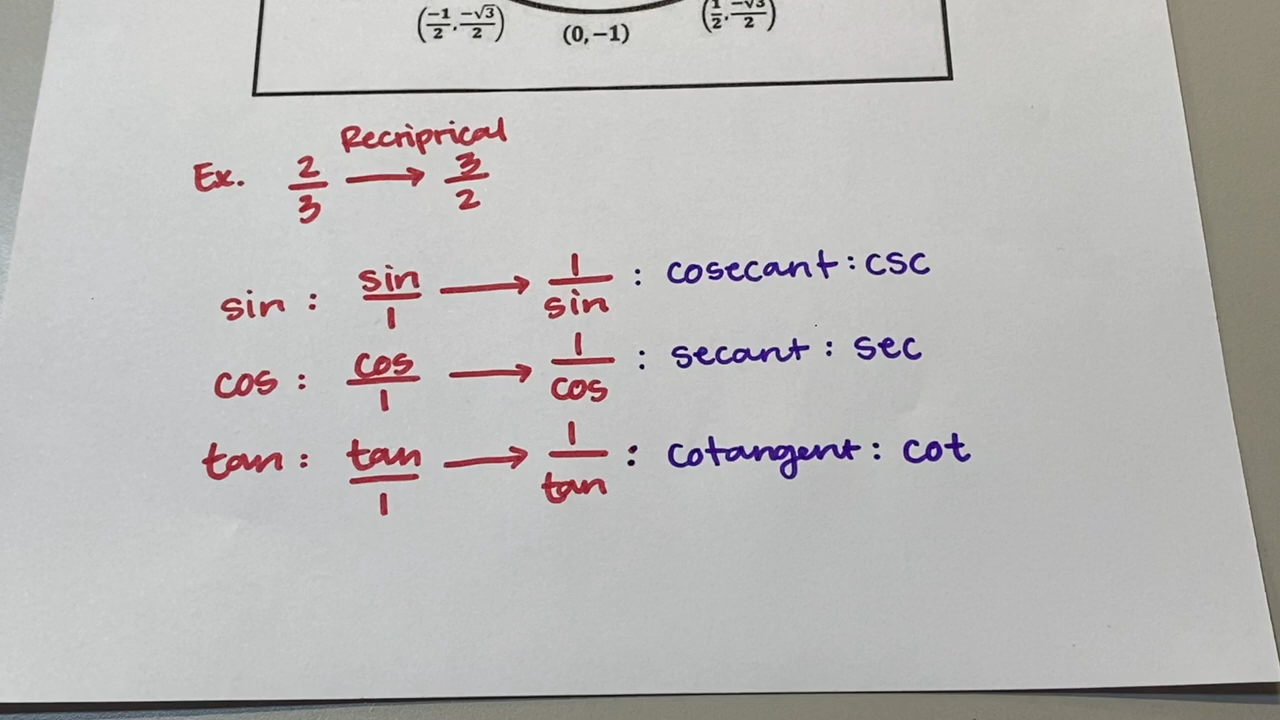 (-1/2, -√3/2) (0,−1) (1/2, -√3/2)
Recriprical
Ex. 2/3 → 3/2
sin : sin/1 → 1/sin : cosecant : csc
cos : cos/1 → 1/cos : secant : sec
tan : tan/1 → 1/tan : cotangent : cot